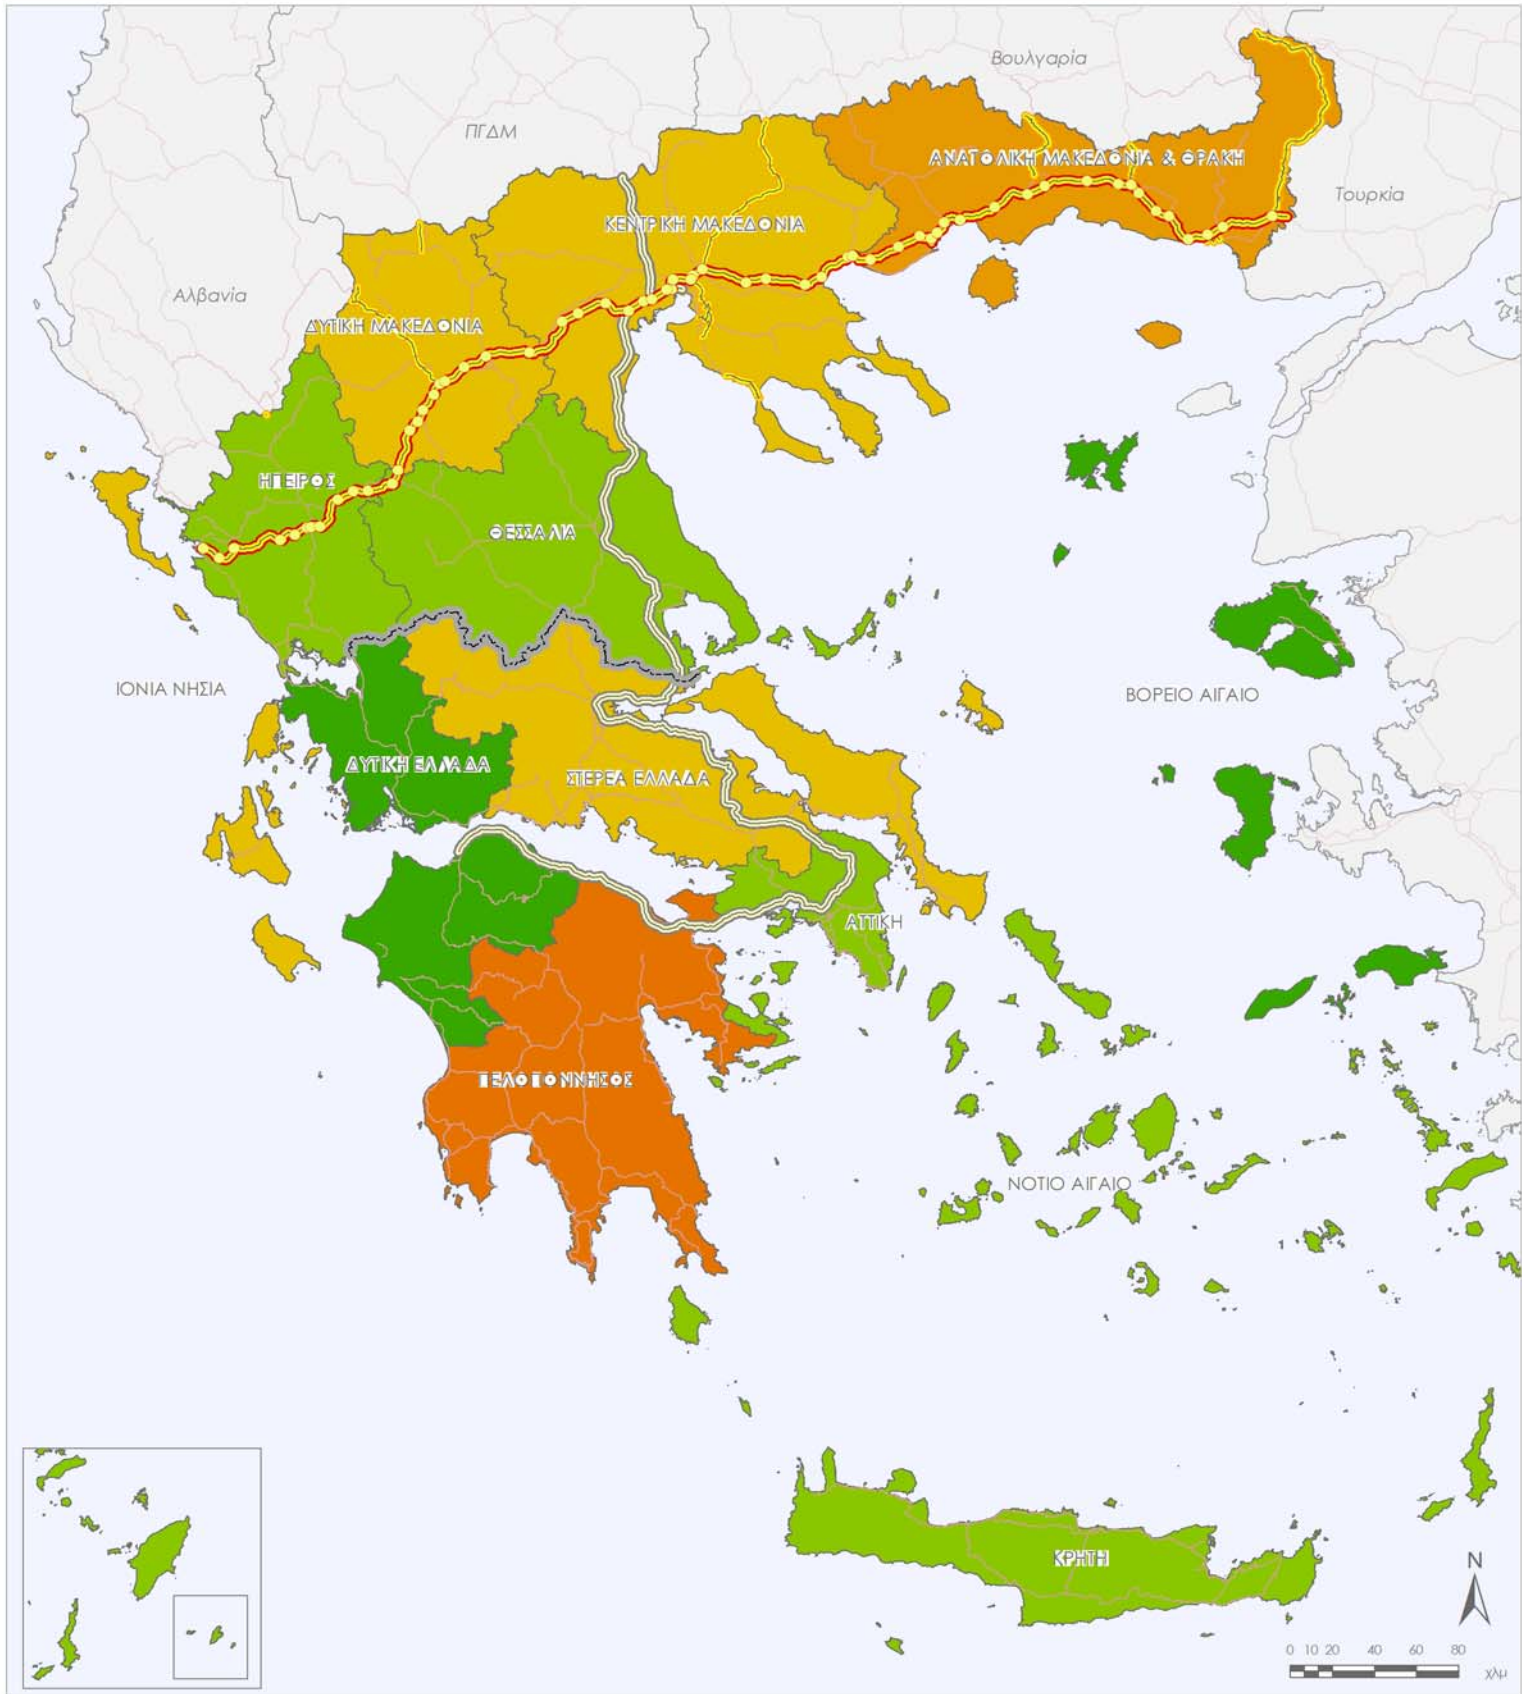 Βουλγαρία
ΠΓΔΜ
ΑΝΑΤΟΛΙΚΗ ΜΑΚΕΔΟΝΙΑ & ΘΡΑΚΗ
Τουρκία
ΚΕΝΤΡΙΚΗ ΜΑΚΕΔΟΝΙΑ
Αλβανία
ΔΥΤΙΚΗ ΜΑΚΕΔΟΝΙΑ
ΗΠΕΙΡΟΣ
ΘΕΣΣΑΛΙΑ
ΙΟΝΙΑ ΝΗΣΙΑ
ΒΟΡΕΙΟ ΑΙΓΑΙΟ
ΔΥΤΙΚΗ ΕΛΛΑΔΑ
ΣΤΕΡΕΑ ΕΛΛΑΔΑ
ΑΤΤΙΚΗ
ΠΕΛΟΠΟΝΝΗΣΟΣ
ΝΟΤΙΟ ΑΙΓΑΙΟ
ΚΡΗΤΗ
N
0 10 20 40 60 80
χλμ